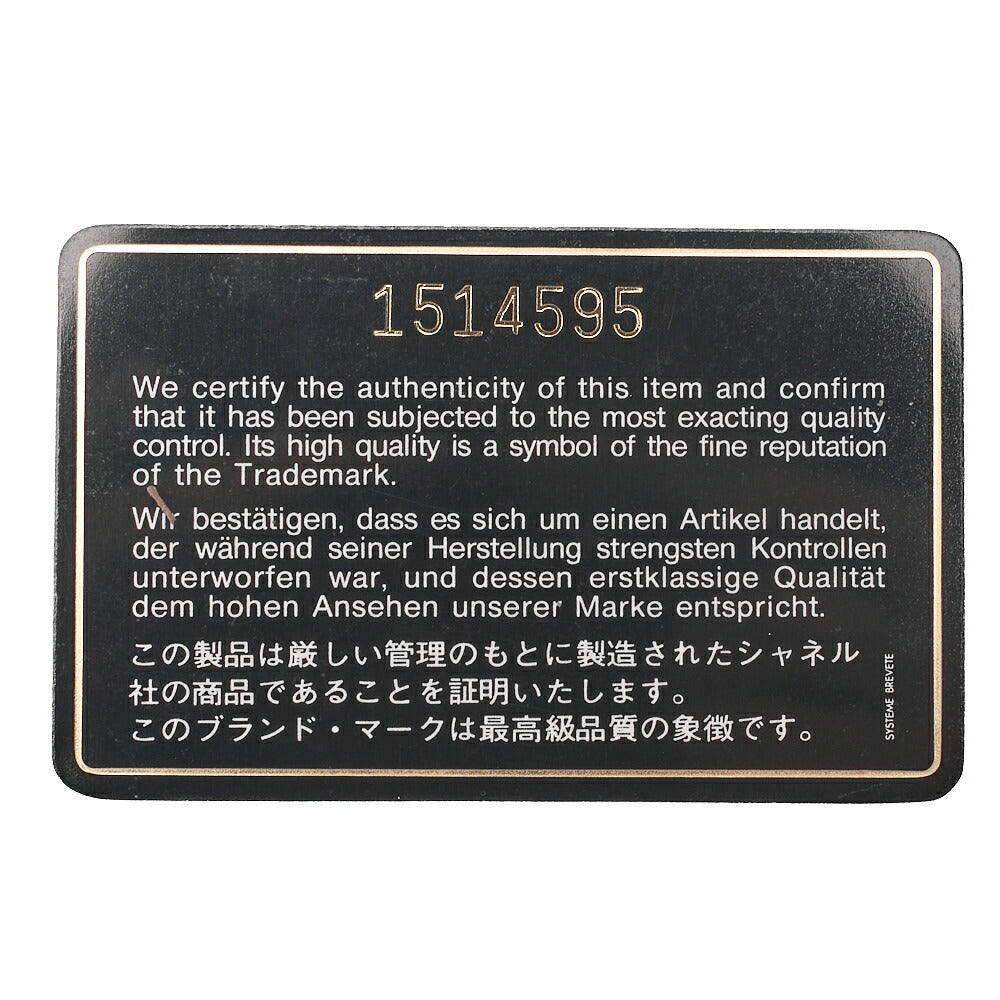 1514595
We certify the authenticity of this item and confirm
that it has been subjected to the most exacting quality
control. Its high quality is a symbol of the fine reputation
of the Trademark.
Wir bestätigen, dass es sich um einen Artikel handelt,
der während seiner Herstellung strengsten Kontrollen
unterworfen war, und dessen erstklassige Qualität
dem hohen Ansehen unserer Marke entspricht.
この製品は厳しい管理のもとに製造されたシャネル
社の商品であることを証明いたします。
このブランド・マークは最高級品質の象徴です。
SYSTEME BREVETE